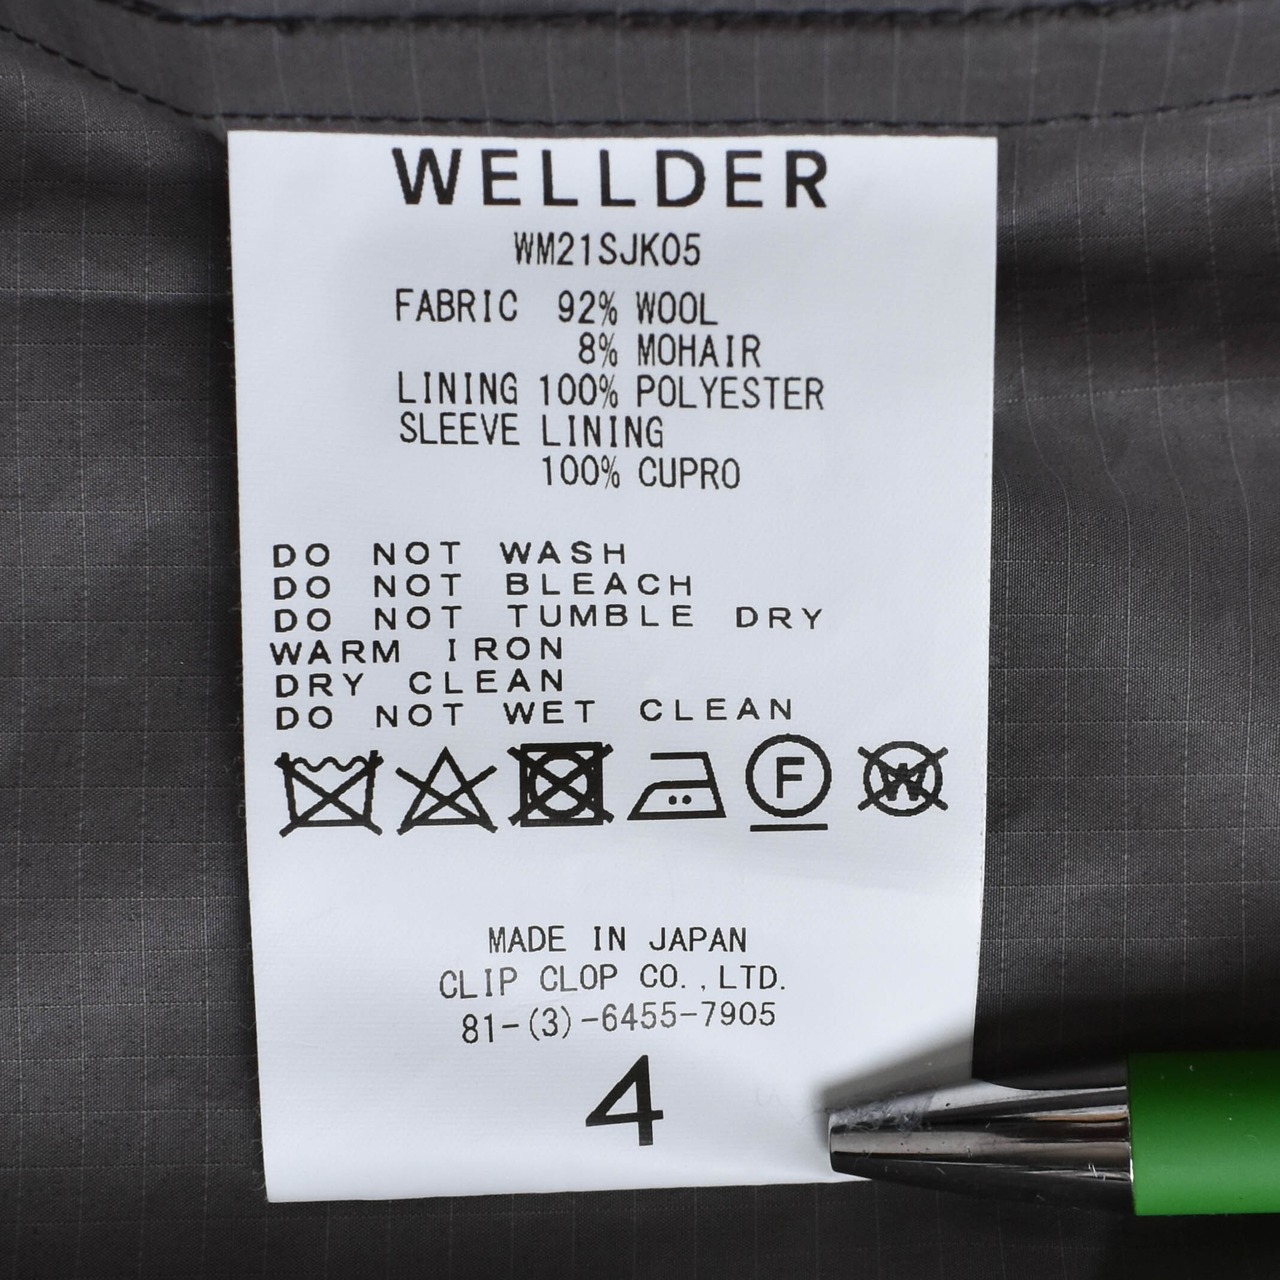 WELLDER
WM21SJK05
FABRIC 92% WOOL
8% MOHAIR
LINING 100% POLYESTER
SLEEVE LINING
100% CUPRO
DO NOT WASH
DO NOT BLEACH
DO NOT TUMBLE DRY
WARM IRON
DRY CLEAN
DO NOT WET CLEAN
F W
MADE IN JAPAN
CLIP CLOP CO.,LTD.
81-(3)-6455-7905
4